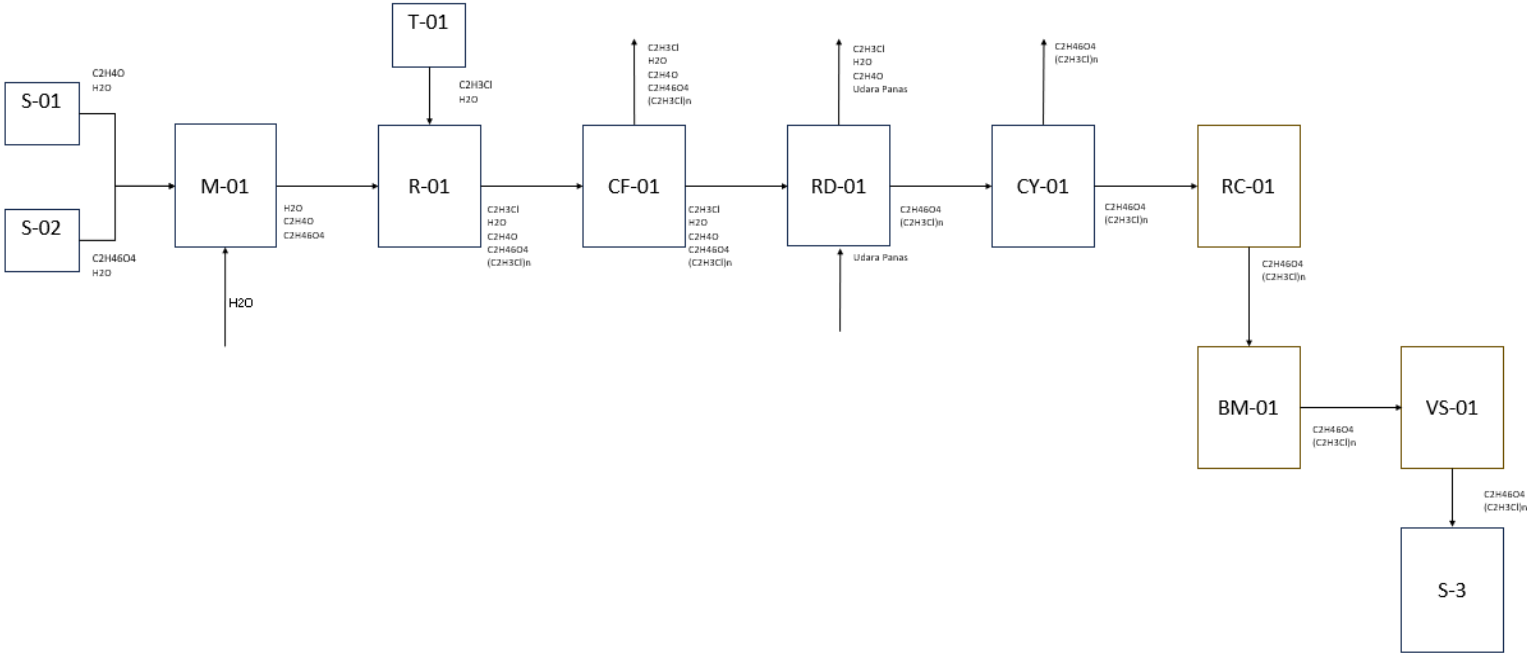 T-01
C2H3Cl
H2O
S-01
C2H4O
H2O
S-02
C2H46O4
H2O
M-01
H2O
H2O
C2H4O
C2H46O4
R-01
C2H3Cl
H2O
C2H4O
C2H46O4
(C2H3Cl)n
CF-01
C2H3Cl
H2O
C2H4O
C2H46O4
(C2H3Cl)n
C2H3Cl
H2O
C2H4O
C2H46O4
(C2H3Cl)n
RD-01
C2H3Cl
H2O
C2H4O
Udara Panas
Udara Panas
C2H46O4
(C2H3Cl)n
CY-01
C2H46O4
(C2H3Cl)n
C2H46O4
(C2H3Cl)n
RC-01
C2H46O4
(C2H3Cl)n
BM-01
C2H46O4
(C2H3Cl)n
VS-01
C2H46O4
(C2H3Cl)n
S-3